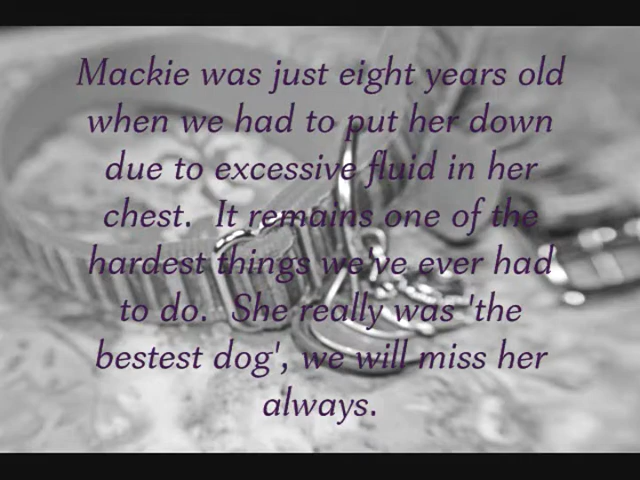 Mackie was just eight years old
when we had to put her down
due to excessive fluid in her
chest.  It remains one of the
hardest things we've ever had
to do.  She really was 'the
bestest dog', we will miss her
always.